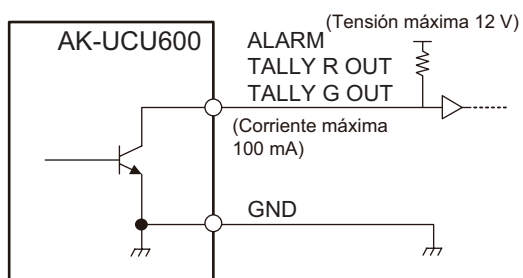 AK-UCU600
ALARM
TALLY R OUT
TALLY G OUT
(Tensión máxima 12 V)
(Corriente máxima
100 mA)
GND